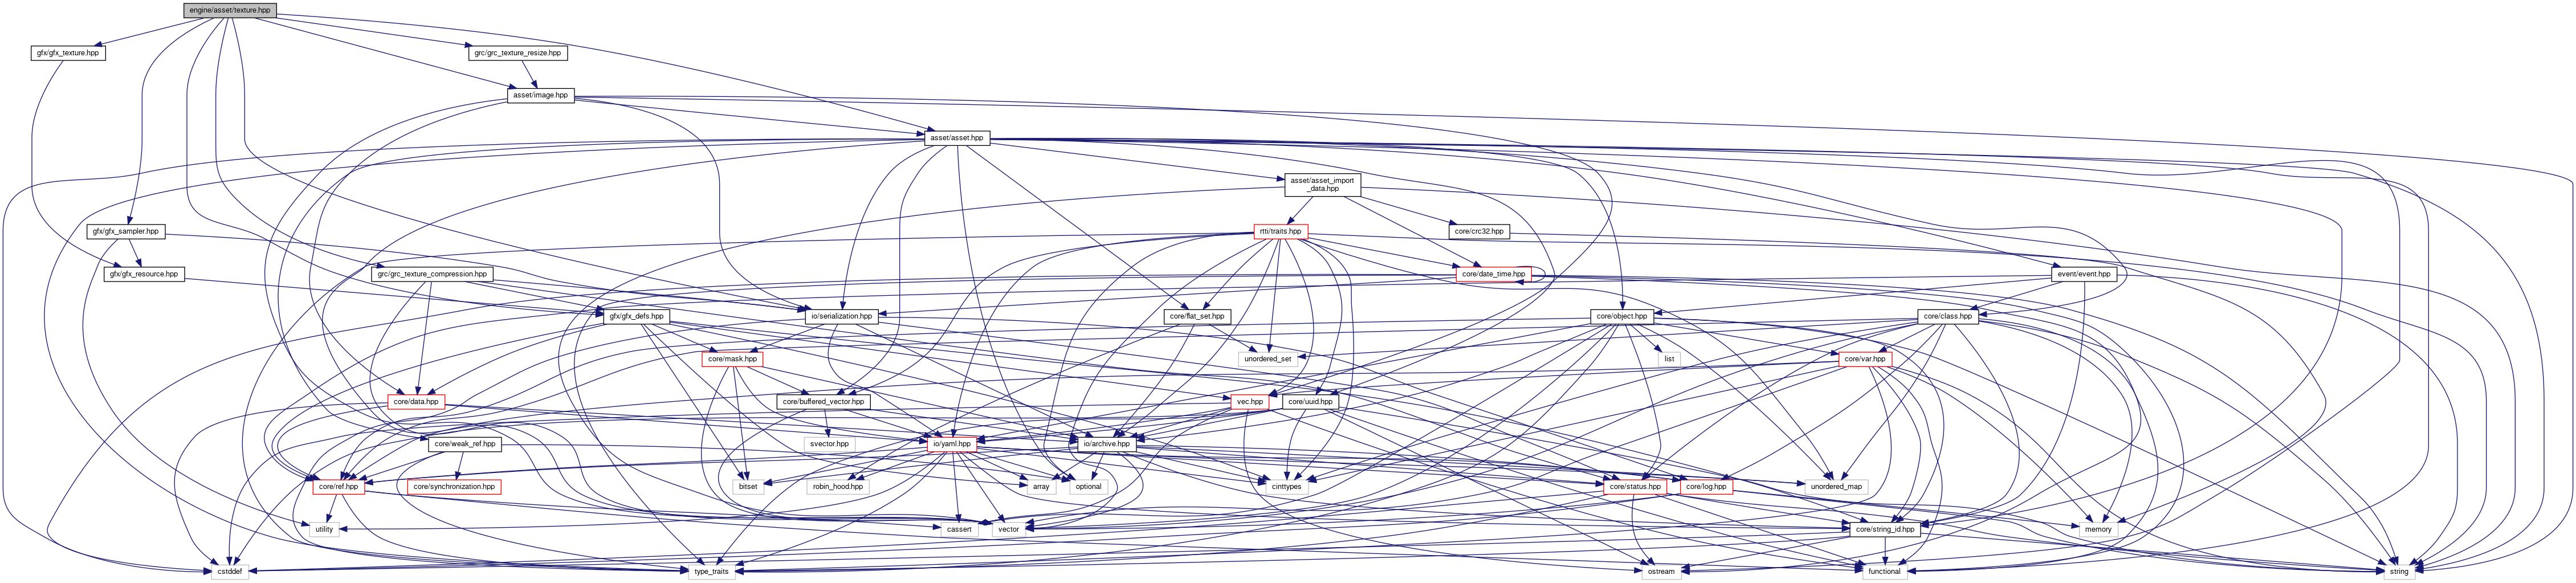 engine/asset/texture.hpp
gfx/gfx_texture.hpp
grc/grc_texture_resize.hpp
asset/image.hpp
asset/asset.hpp
asset/asset_import
_data.hpp
gfx/gfx_sampler.hpp
rtti/traits.hpp
core/crc32.hpp
gfx/gfx_resource.hpp
grc/grc_texture_compression.hpp
core/date_time.hpp
event/event.hpp
gfx/gfx_defs.hpp
io/serialization.hpp
core/flat_set.hpp
core/object.hpp
core/class.hpp
core/mask.hpp
unordered_set
list
core/var.hpp
core/data.hpp
core/buffered_vector.hpp
vec.hpp
core/uuid.hpp
core/weak_ref.hpp
svector.hpp
io/yaml.hpp
io/archive.hpp
core/ref.hpp
core/synchronization.hpp
bitset
robin_hood.hpp
array
optional
cinttypes
core/status.hpp
core/log.hpp
unordered_map
utility
cassert
vector
core/string_id.hpp
memory
cstddef
type_traits
ostream
functional
string